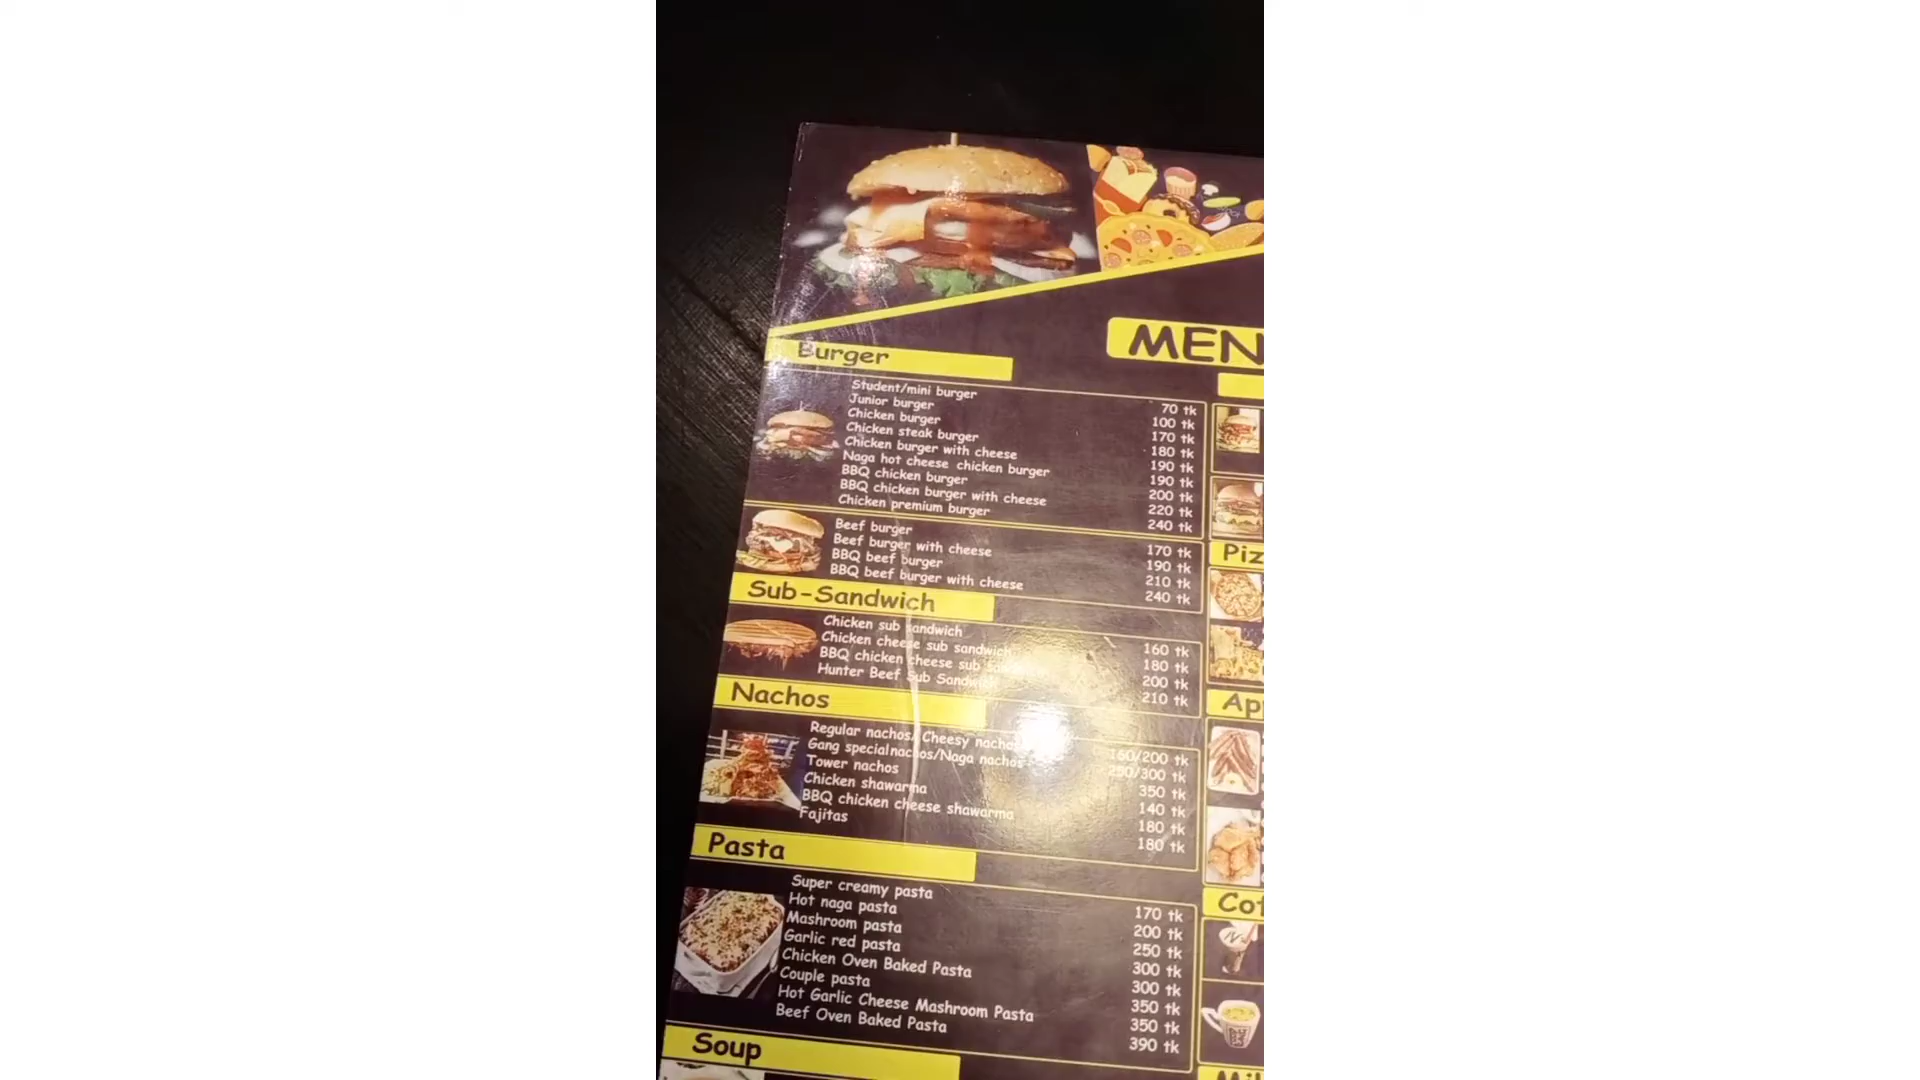 MEN
Burger
Student/mini burger 70 tk
Junior burger 100 tk
Chicken burger 170 tk
Chicken steak burger 180 tk
Chicken burger with cheese 190 tk
Naga hot cheese chicken burger 190 tk
BBQ chicken burger 200 tk
BBQ chicken burger with cheese 220 tk
Chicken premium burger 240 tk
Beef burger 170 tk
Beef burger with cheese 190 tk
BBQ beef burger 210 tk
BBQ beef burger with cheese 240 tk
Sub-Sandwich
Chicken sub sandwich 160 tk
Chicken cheese sub sandwich 180 tk
BBQ chicken cheese sub 200 tk
Hunter Beef Sub 210 tk
Nachos
Regular nachos/ Cheesy nachos 160/200 tk
Gang special nachos/Naga nachos 250/300 tk
Tower nachos 350 tk
Chicken shawarma 140 tk
BBQ chicken cheese shawarma 180 tk
Fajitas 180 tk
Pasta
Super creamy pasta 170 tk
Hot naga pasta 200 tk
Mashroom pasta 250 tk
Garlic red pasta 300 tk
Chicken Oven Baked Pasta 300 tk
Couple pasta 350 tk
Hot Garlic Cheese Mashroom Pasta 350 tk
Beef Oven Baked Pasta 390 tk
Soup
Piz
Ap